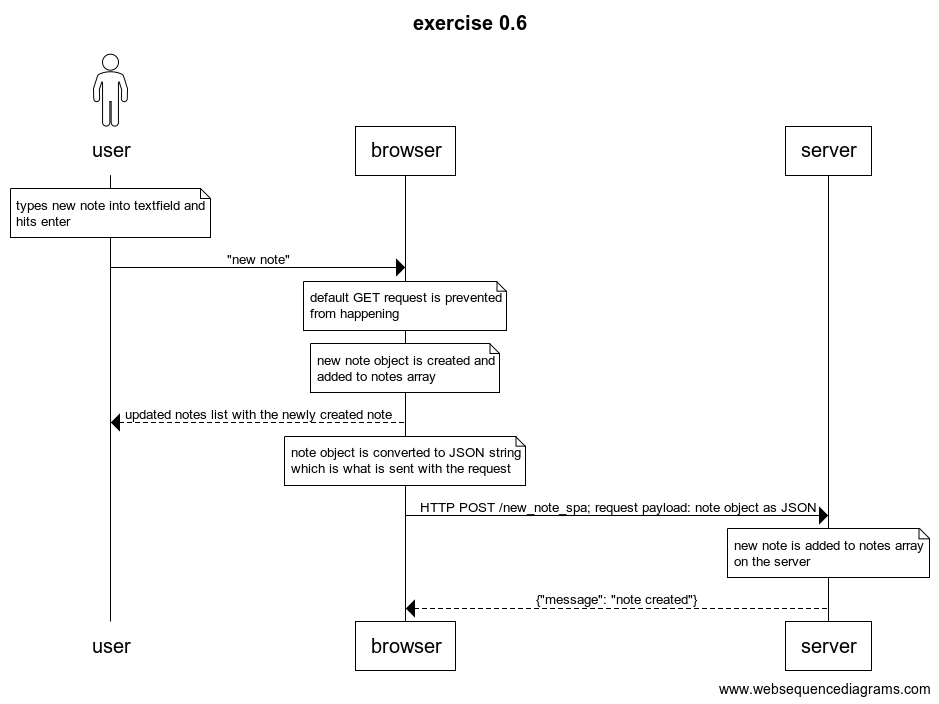 exercise 0.6
user
browser
server
types new note into textfield and
hits enter
"new note"
default GET request is prevented
from happening
new note object is created and
added to notes array
updated notes list with the newly created note
note object is converted to JSON string
which is what is sent with the request
HTTP POST /new_note_spa; request payload: note object as JSON
new note is added to notes array
on the server
{"message": "note created"}
user
browser
server
www.websequencediagrams.com